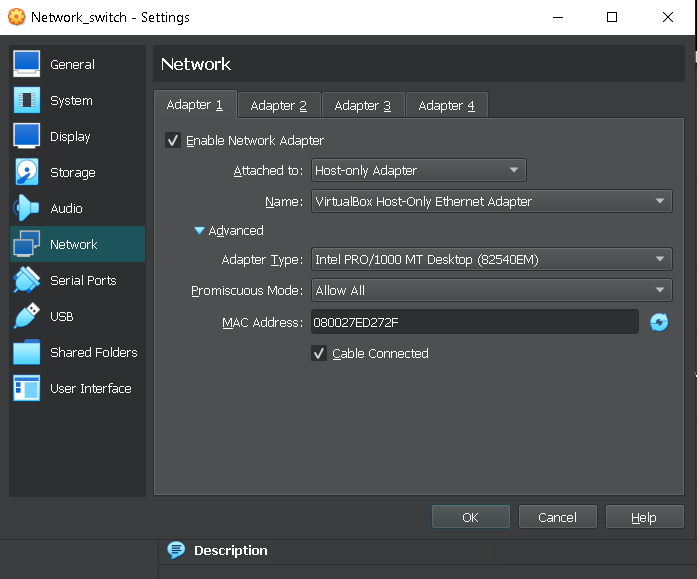 Network_switch - Settings
General
System
Display
Storage
Audio
Network
Serial Ports
USB
Shared Folders
User Interface
Network
Adapter 1
Adapter 2
Adapter 3
Adapter 4
Enable Network Adapter
Attached to: Host-only Adapter
Name: VirtualBox Host-Only Ethernet Adapter
Advanced
Adapter Type: Intel PRO/1000 MT Desktop (82540EM)
Promiscuous Mode: Allow All
MAC Address: 080027ED272F
Cable Connected
OK
Cancel
Help
Description